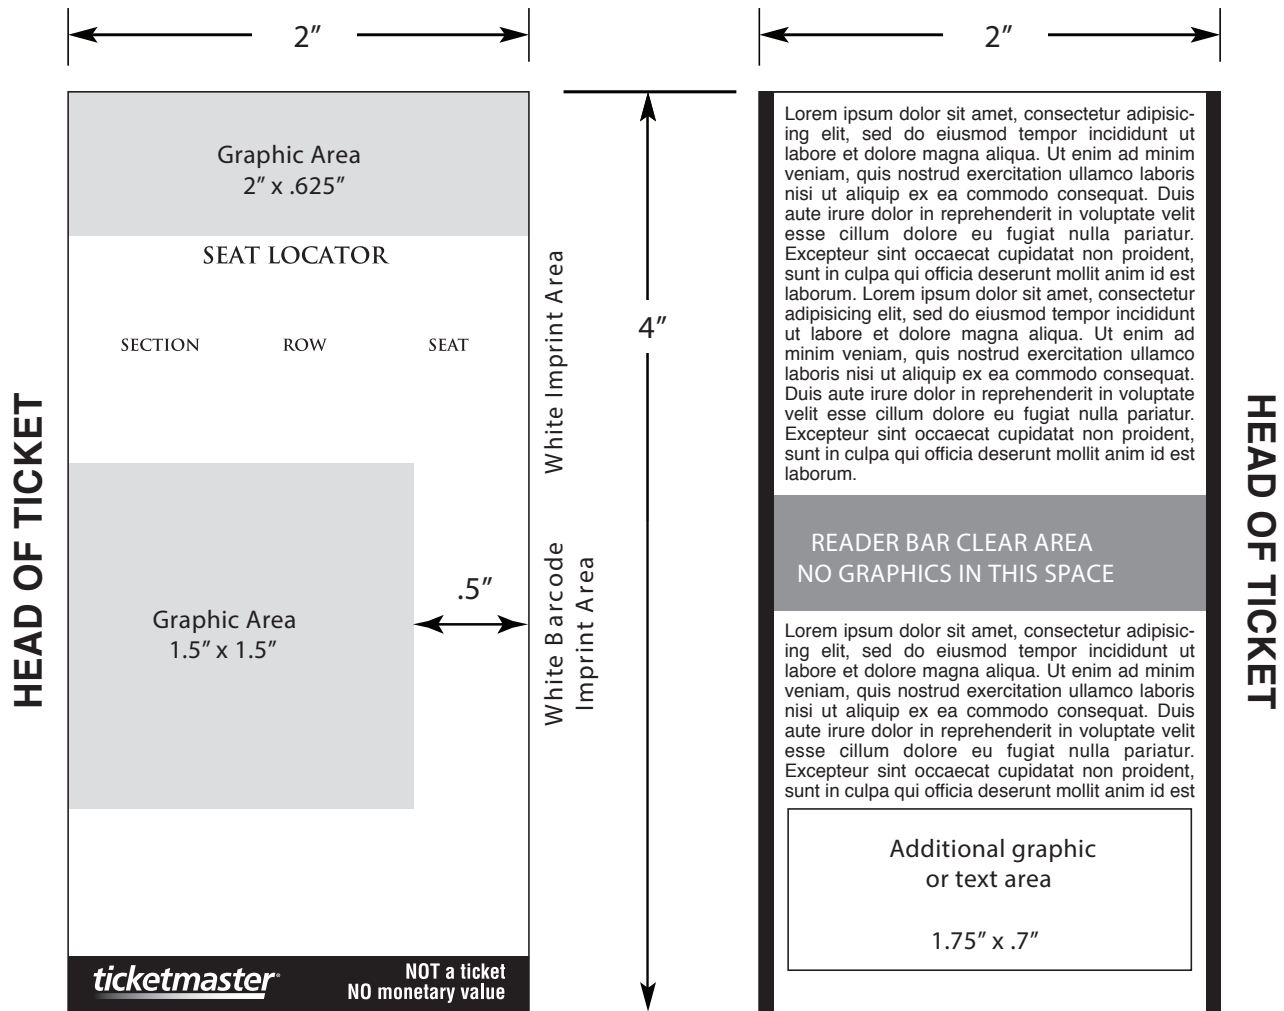 2”
Graphic Area
2” x .625”
SEAT LOCATOR
SECTION ROW SEAT
Graphic Area
1.5” x 1.5”
.5”
ticketmaster®
NOT a ticket
NO monetary value
HEAD OF TICKET
White Imprint Area
White Barcode
Imprint Area
4”
2”
Lorem ipsum dolor sit amet, consectetur adipisic-
ing elit, sed do eiusmod tempor incididunt ut
labore et dolore magna aliqua. Ut enim ad minim
veniam, quis nostrud exercitation ullamco laboris
nisi ut aliquip ex ea commodo consequat. Duis
aute irure dolor in reprehenderit in voluptate velit
esse cillum dolore eu fugiat nulla pariatur.
Excepteur sint occaecat cupidatat non proident,
sunt in culpa qui officia deserunt mollit anim id est
laborum. Lorem ipsum dolor sit amet, consectetur
adipisicing elit, sed do eiusmod tempor incididunt
ut labore et dolore magna aliqua. Ut enim ad
minim veniam, quis nostrud exercitation ullamco
laboris nisi ut aliquip ex ea commodo consequat.
Duis aute irure dolor in reprehenderit in voluptate
velit esse cillum dolore eu fugiat nulla pariatur.
Excepteur sint occaecat cupidatat non proident,
sunt in culpa qui officia deserunt mollit anim id est
laborum.
READER BAR CLEAR AREA
NO GRAPHICS IN THIS SPACE
Lorem ipsum dolor sit amet, consectetur adipisic-
ing elit, sed do eiusmod tempor incididunt ut
labore et dolore magna aliqua. Ut enim ad minim
veniam, quis nostrud exercitation ullamco laboris
nisi ut aliquip ex ea commodo consequat. Duis
aute irure dolor in reprehenderit in voluptate velit
esse cillum dolore eu fugiat nulla pariatur.
Excepteur sint occaecat cupidatat non proident,
sunt in culpa qui officia deserunt mollit anim id est
Additional graphic
or text area
1.75” x .7”
HEAD OF TICKET